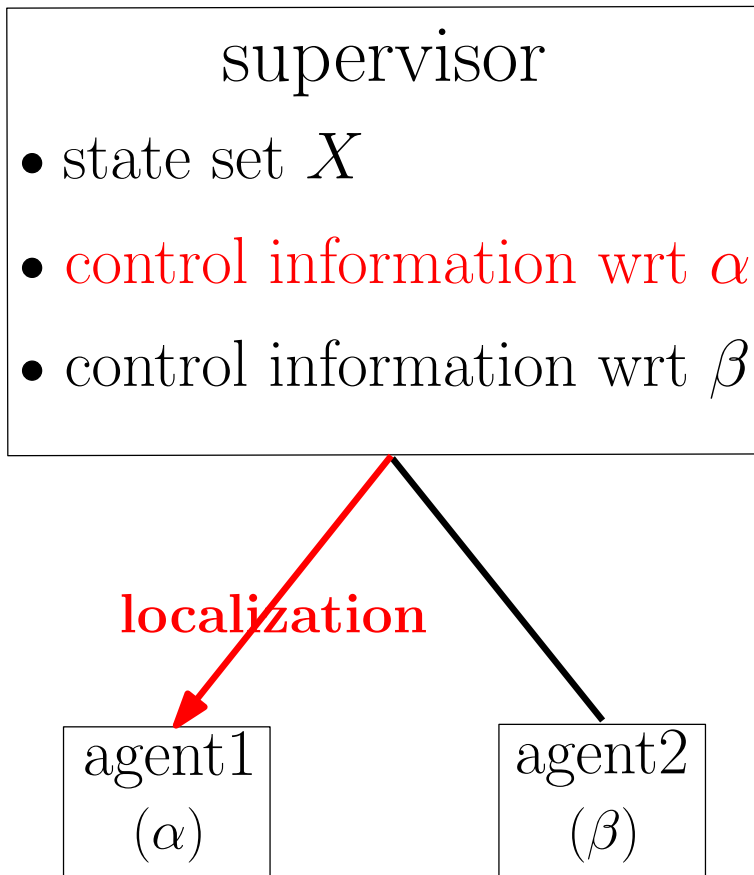 supervisor
• state set X
• control information wrt α
• control information wrt β
localization
agent1
(α)
agent2
(β)